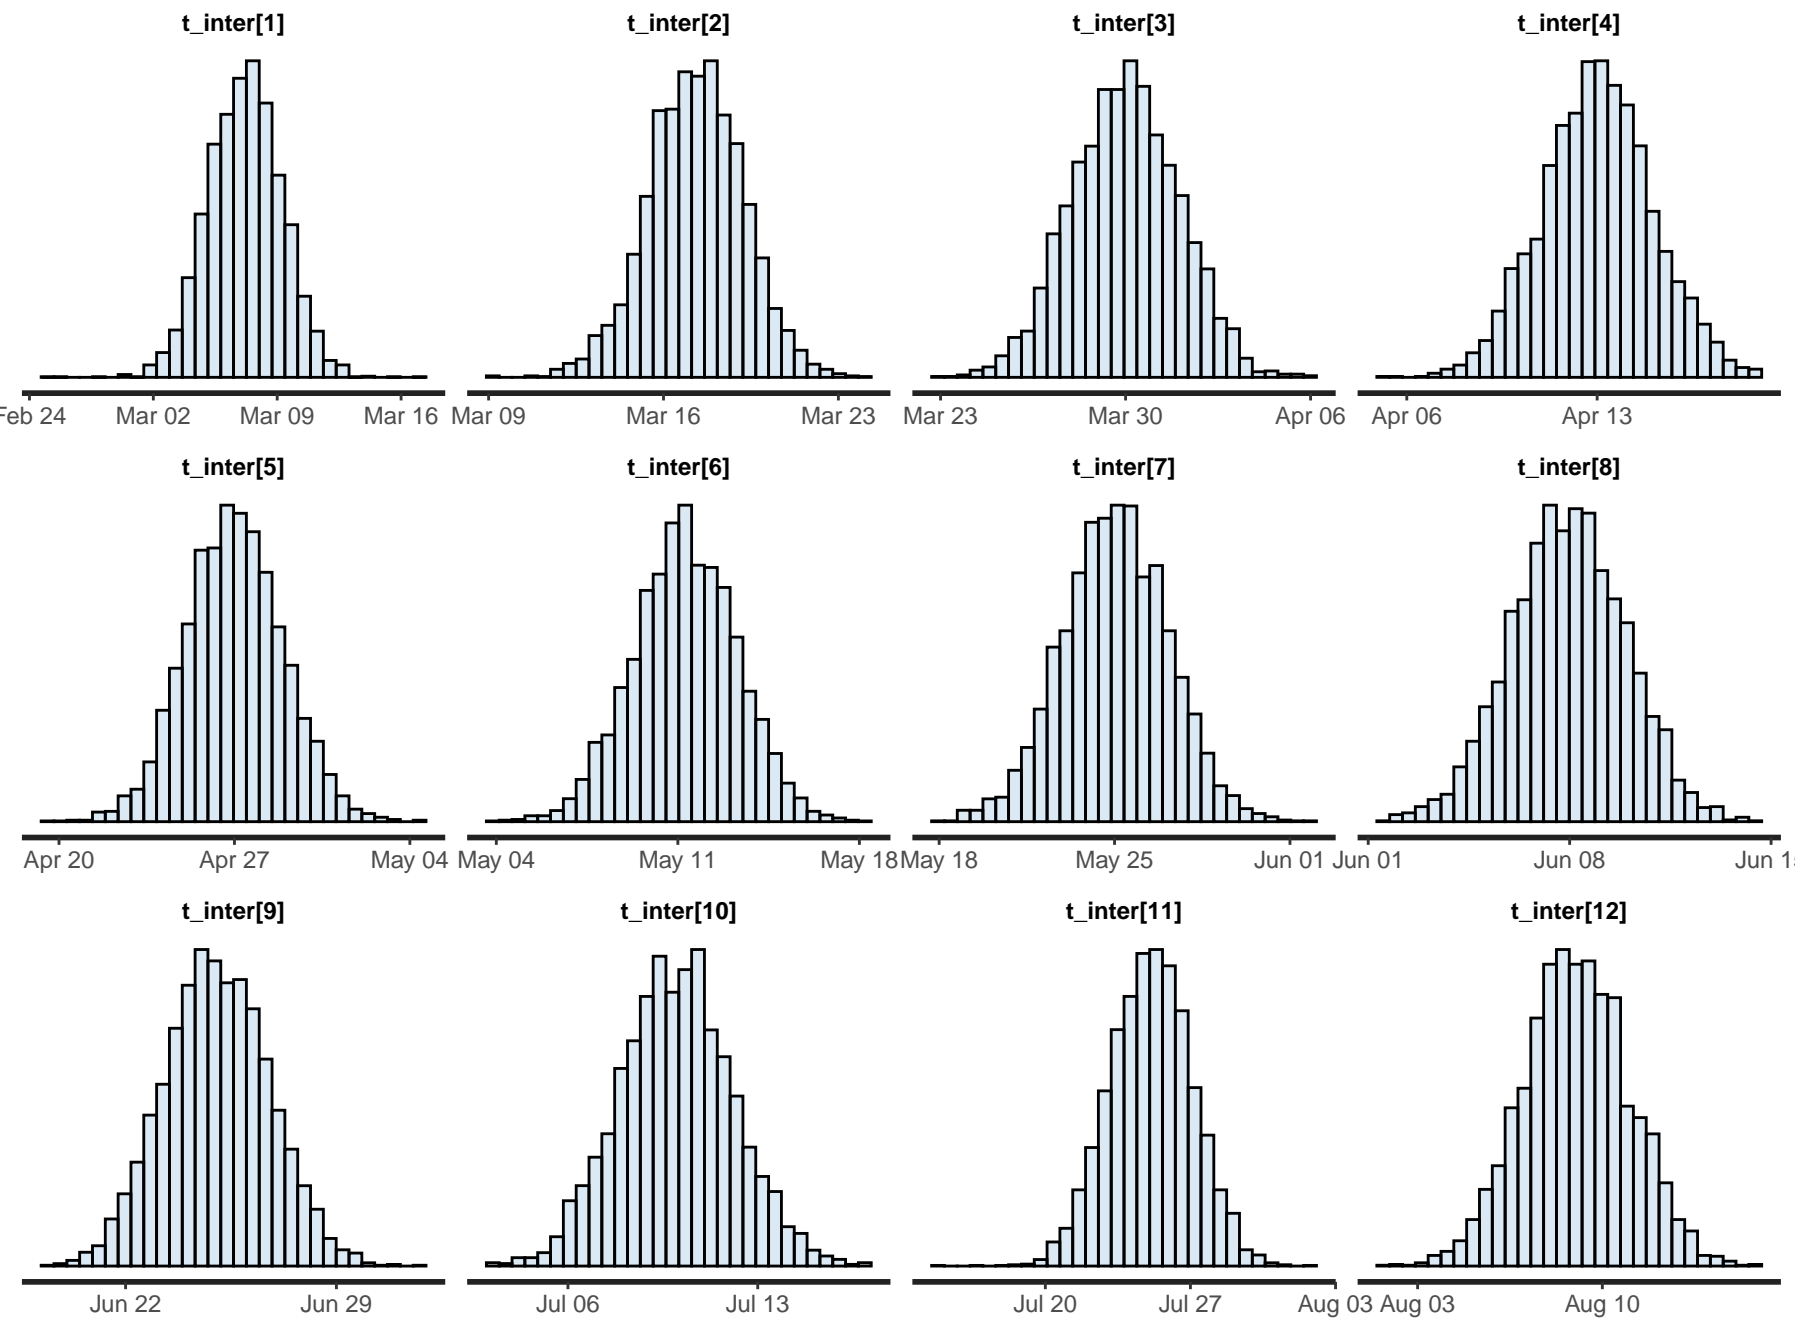 t_inter[1] t_inter[2] t_inter[3] t_inter[4]
Feb 24 Mar 02 Mar 09 Mar 16 Mar 09 Mar 16 Mar 23 Mar 23 Mar 30 Apr 06 Apr 06 Apr 13
t_inter[5] t_inter[6] t_inter[7] t_inter[8]
Apr 20 Apr 27 May 04 May 04 May 11 May 18 May 18 May 25 Jun 01 Jun 01 Jun 08 Jun 15
t_inter[9] t_inter[10] t_inter[11] t_inter[12]
Jun 22 Jun 29 Jul 06 Jul 13 Jul 20 Jul 27 Aug 03 Aug 03 Aug 10